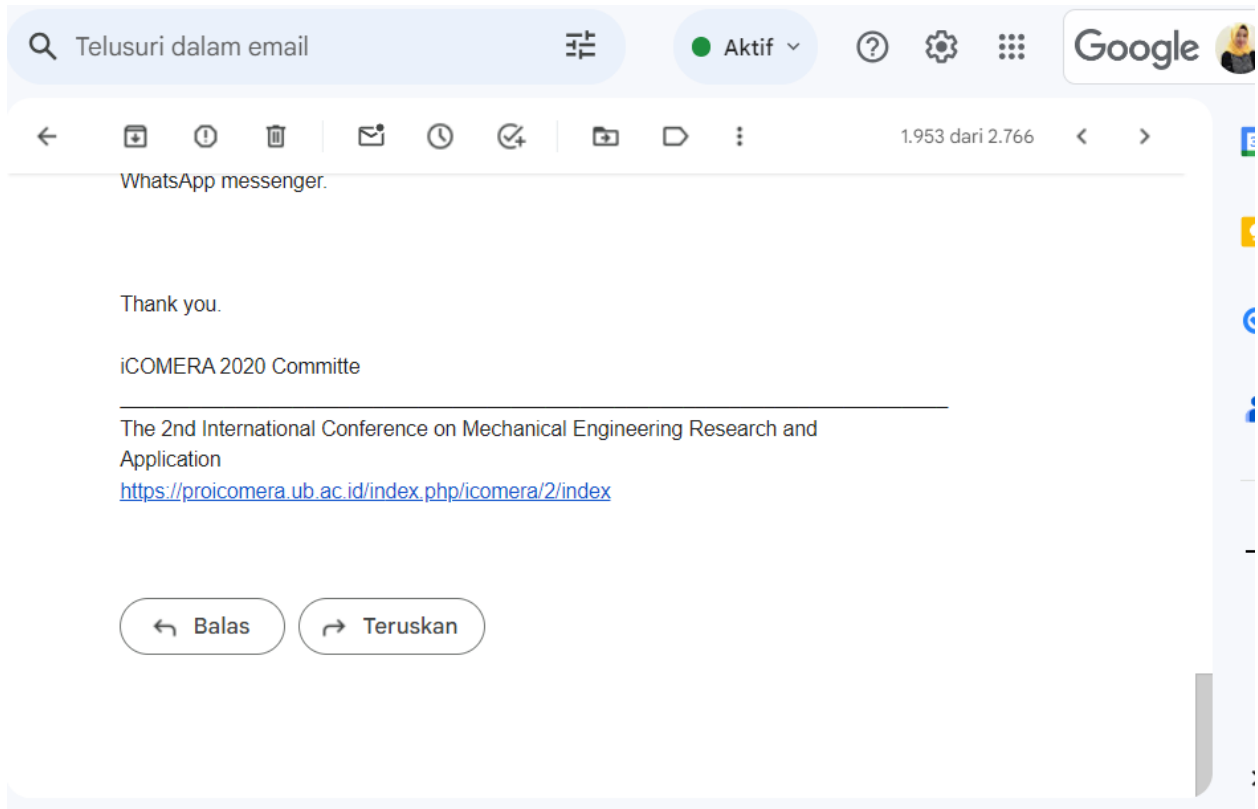 Telusuri dalam email
Aktif
Google
1.953 dari 2.766
WhatsApp messenger.
Thank you.
iCOMERA 2020 Committe
The 2nd International Conference on Mechanical Engineering Research and
Application
https://proicomera.ub.ac.id/index.php/icomera/2/index
Balas
Teruskan